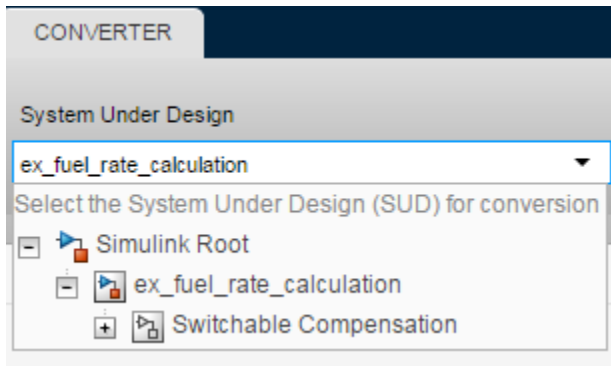 CONVERTER
System Under Design
ex_fuel_rate_calculation
Select the System Under Design (SUD) for conversion
Simulink Root
ex_fuel_rate_calculation
Switchable Compensation